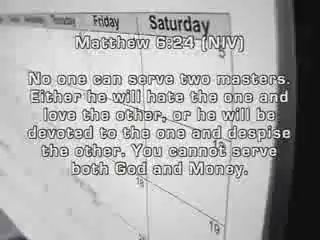 Thursday Friday Saturday
Matthew 6:24 (NIV)
No one can serve two masters.
Either he will hate the one and
love the other, or he will be
devoted to the one and despise
the other. You cannot serve
both God and Money.
19